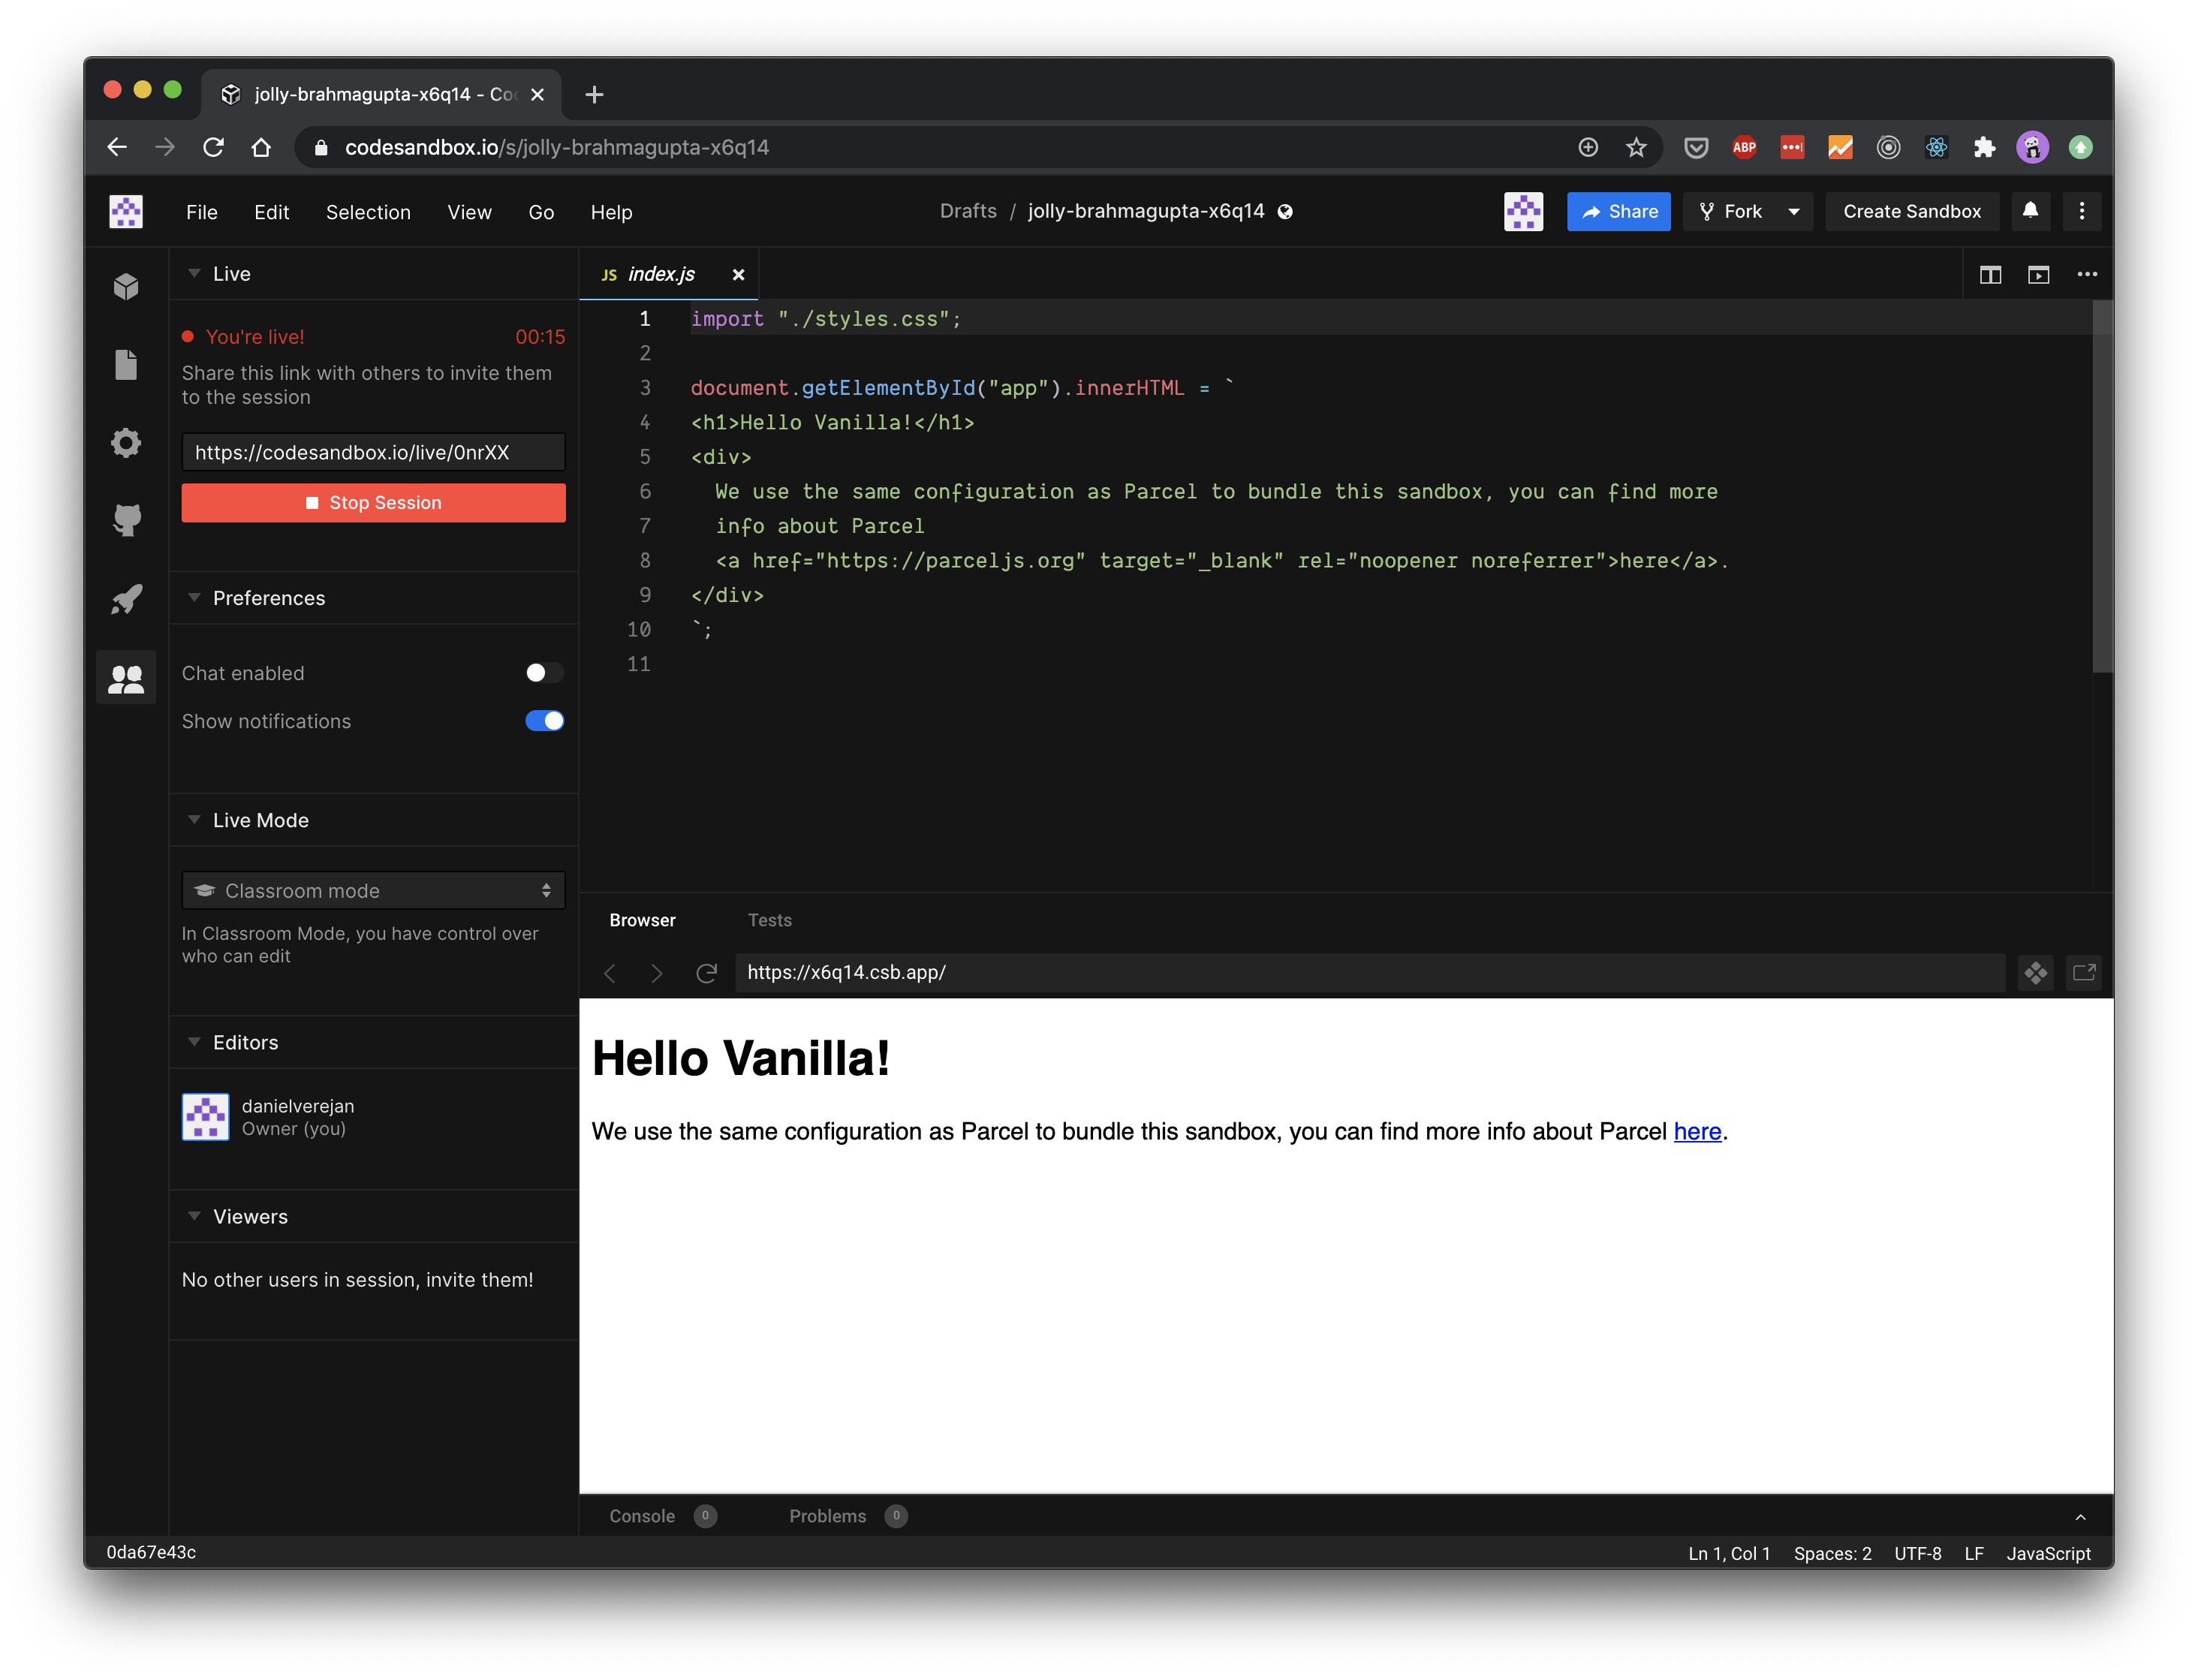 jolly-brahmagupta-x6q14 - Co
codesandbox.io/s/jolly-brahmagupta-x6q14
ABP
File Edit Selection View Go Help
Drafts / jolly-brahmagupta-x6q14
Share
Fork
Create Sandbox
Live
You're live! 00:15
Share this link with others to invite them
to the session
https://codesandbox.io/live/0nrXX
Stop Session
Preferences
Chat enabled
Show notifications
Live Mode
Classroom mode
In Classroom Mode, you have control over
who can edit
Editors
danielverejan
Owner (you)
Viewers
No other users in session, invite them!
JS index.js
1 import "./styles.css";
2
3 document.getElementById("app").innerHTML = `
4 <h1>Hello Vanilla!</h1>
5 <div>
6 We use the same configuration as Parcel to bundle this sandbox, you can find more
7 info about Parcel
8 <a href="https://parceljs.org" target="_blank" rel="noopener noreferrer">here</a>.
9 </div>
10 `;
11
Browser Tests
https://x6q14.csb.app/
Hello Vanilla!
We use the same configuration as Parcel to bundle this sandbox, you can find more info about Parcel here.
Console 0 Problems 0
0da67e43c
Ln 1, Col 1 Spaces: 2 UTF-8 LF JavaScript